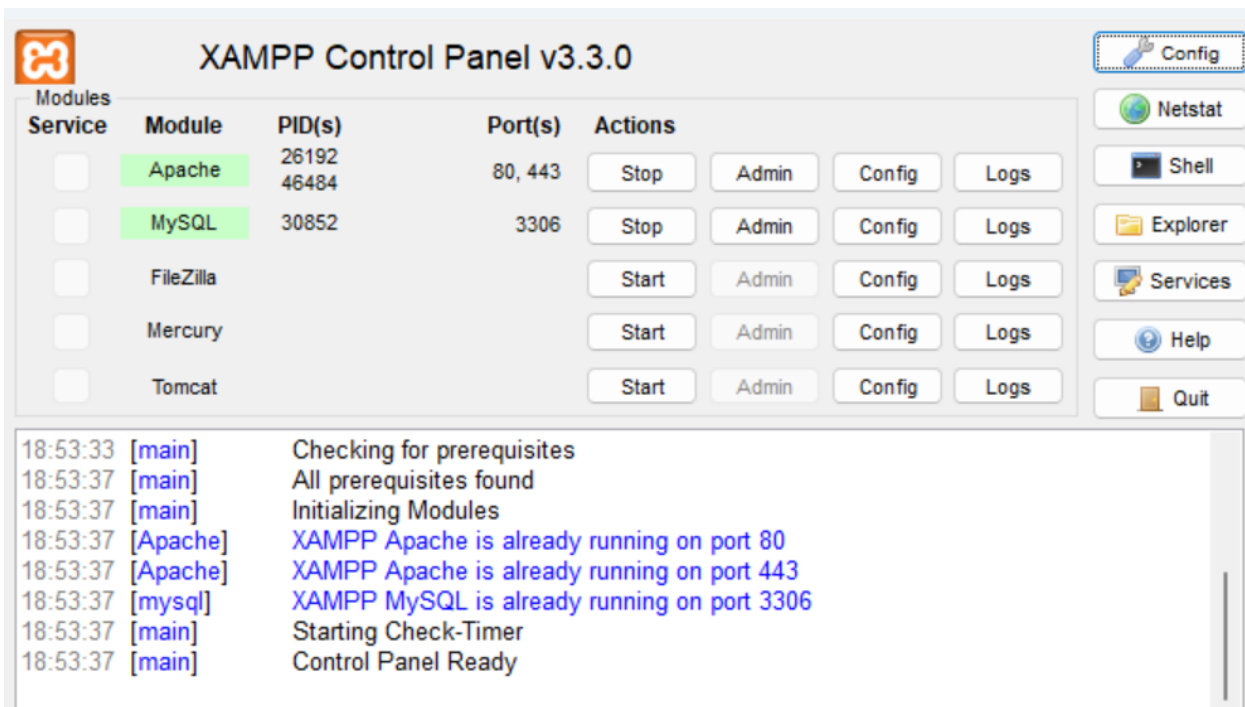 XAMPP Control Panel v3.3.0
Config
Modules
Service Module PID(s) Port(s) Actions
Netstat
Apache 26192 46484 80, 443 Stop Admin Config Logs
Shell
MySQL 30852 3306 Stop Admin Config Logs
Explorer
FileZilla Start Admin Config Logs
Services
Mercury Start Admin Config Logs
Help
Tomcat Start Admin Config Logs
Quit
18:53:33 [main] Checking for prerequisites
18:53:37 [main] All prerequisites found
18:53:37 [main] Initializing Modules
18:53:37 [Apache] XAMPP Apache is already running on port 80
18:53:37 [Apache] XAMPP Apache is already running on port 443
18:53:37 [mysql] XAMPP MySQL is already running on port 3306
18:53:37 [main] Starting Check-Timer
18:53:37 [main] Control Panel Ready